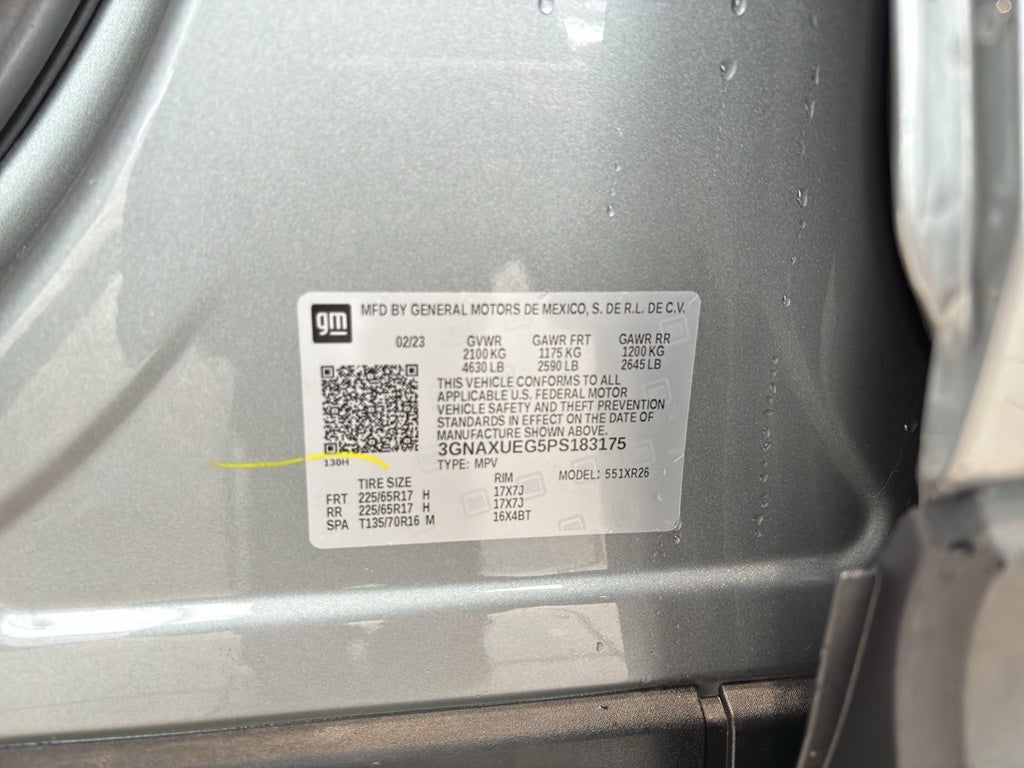 gm MFD BY GENERAL MOTORS DE MEXICO, S. DE R.L. DE C.V.
02/23 GVWR GAWR FRT GAWR RR
2100 KG 1175 KG 1200 KG
4630 LB 2590 LB 2645 LB
THIS VEHICLE CONFORMS TO ALL
APPLICABLE U.S. FEDERAL MOTOR
VEHICLE SAFETY AND THEFT PREVENTION
STANDARDS IN EFFECT ON THE DATE OF
MANUFACTURE SHOWN ABOVE.
3GNAXUEG5PS183175
130H TYPE: MPV MODEL: 551XR26
TIRE SIZE RIM
FRT 225/65R17 H 17X7J
RR 225/65R17 H 17X7J
SPA T135/70R16 M 16X4BT